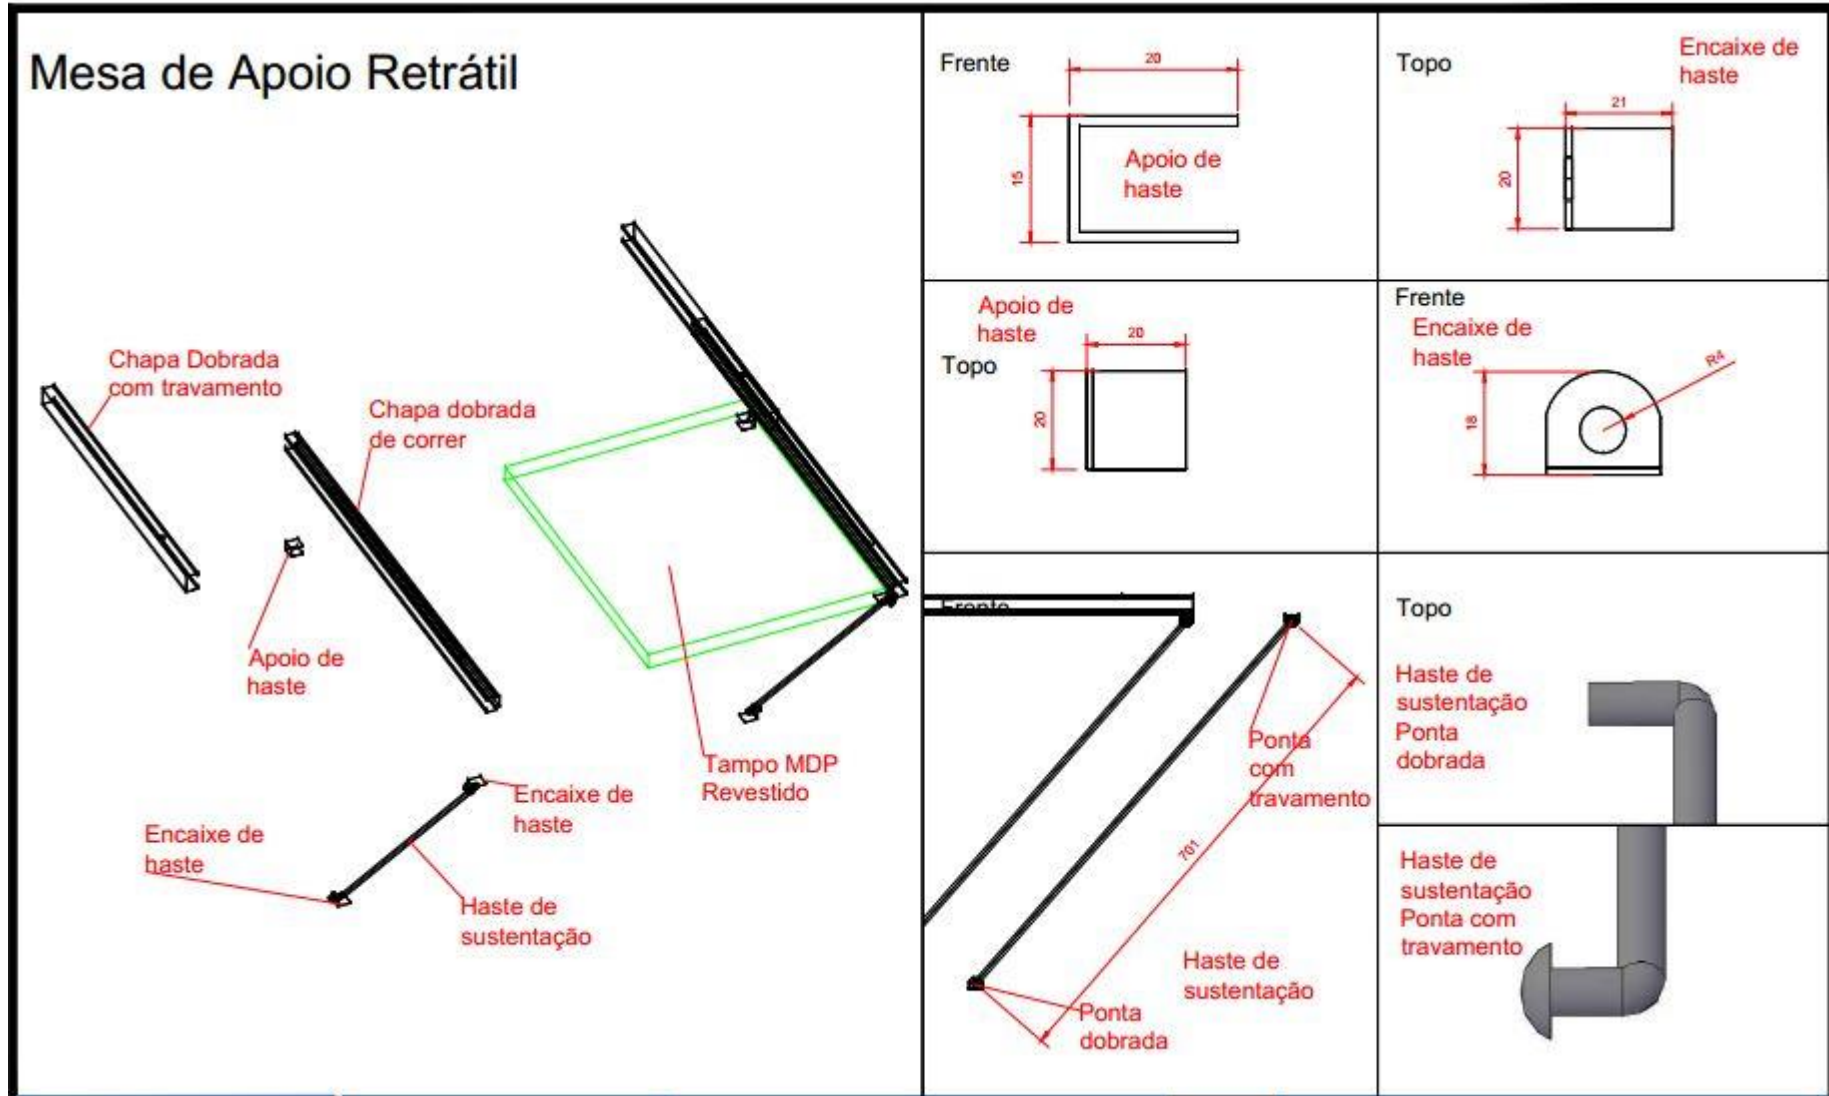 Mesa de Apoio Retrátil
Chapa Dobrada
com travamento
Chapa dobrada
de correr
Apoio de
haste
Tampo MDP
Revestido
Encaixe de
haste
Encaixe de
haste
Haste de
sustentação
Frente
20
15
Apoio de
haste
Topo
Encaixe de
haste
21
20
Apoio de
haste
Topo
20
20
Frente
Encaixe de
haste
R4
18
Frente
Ponta
com
travamento
701
Haste de
sustentação
Ponta
dobrada
Topo
Haste de
sustentação
Ponta
dobrada
Haste de
sustentação
Ponta com
travamento